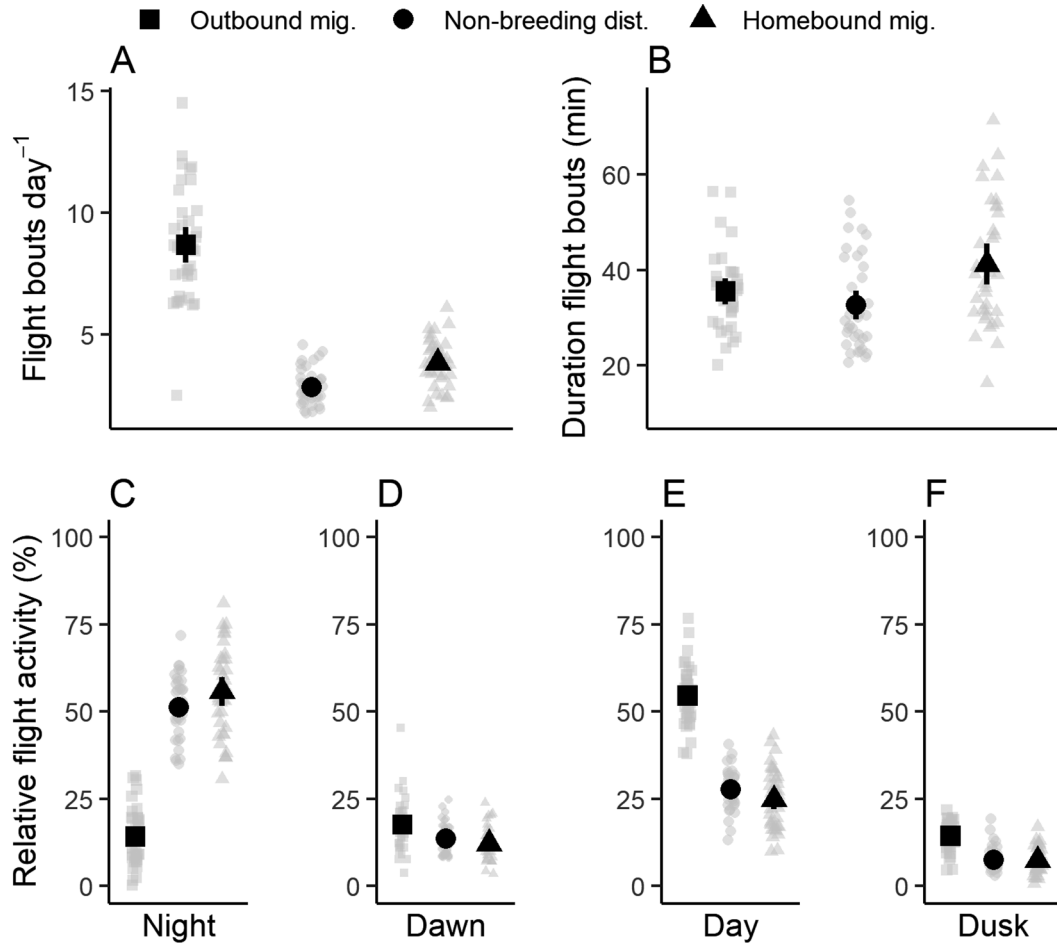 Outbound mig. Non-breeding dist. Homebound mig.
A
B
Flight bouts day⁻¹
15
10
5
Duration flight bouts (min)
60
40
20
C
D
E
F
Relative flight activity (%)
100
75
50
25
0
100
75
50
25
0
100
75
50
25
0
100
75
50
25
0
Night
Dawn
Day
Dusk